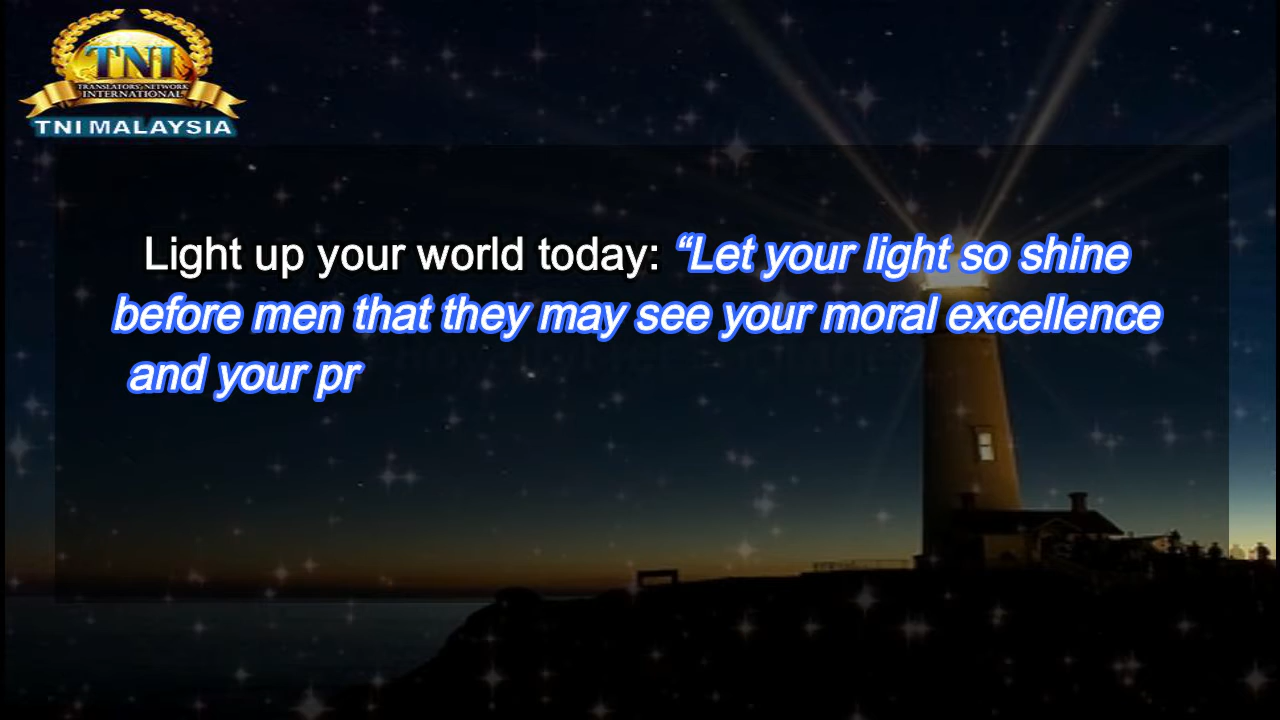 TNI
TRANSLATORS' NETWORK
INTERNATIONAL
TNI MALAYSIA
Light up your world today: “Let your light so shine
before men that they may see your moral excellence
and your pr